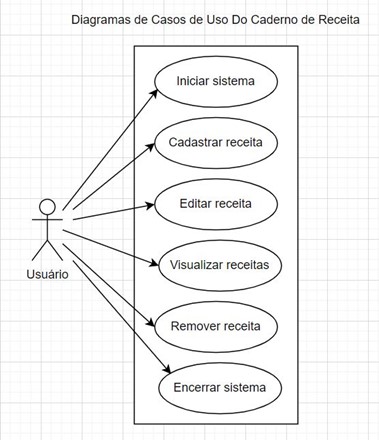 Diagramas de Casos de Uso Do Caderno de Receita
Iniciar sistema
Cadastrar receita
Editar receita
Visualizar receitas
Usuário
Remover receita
Encerrar sistema